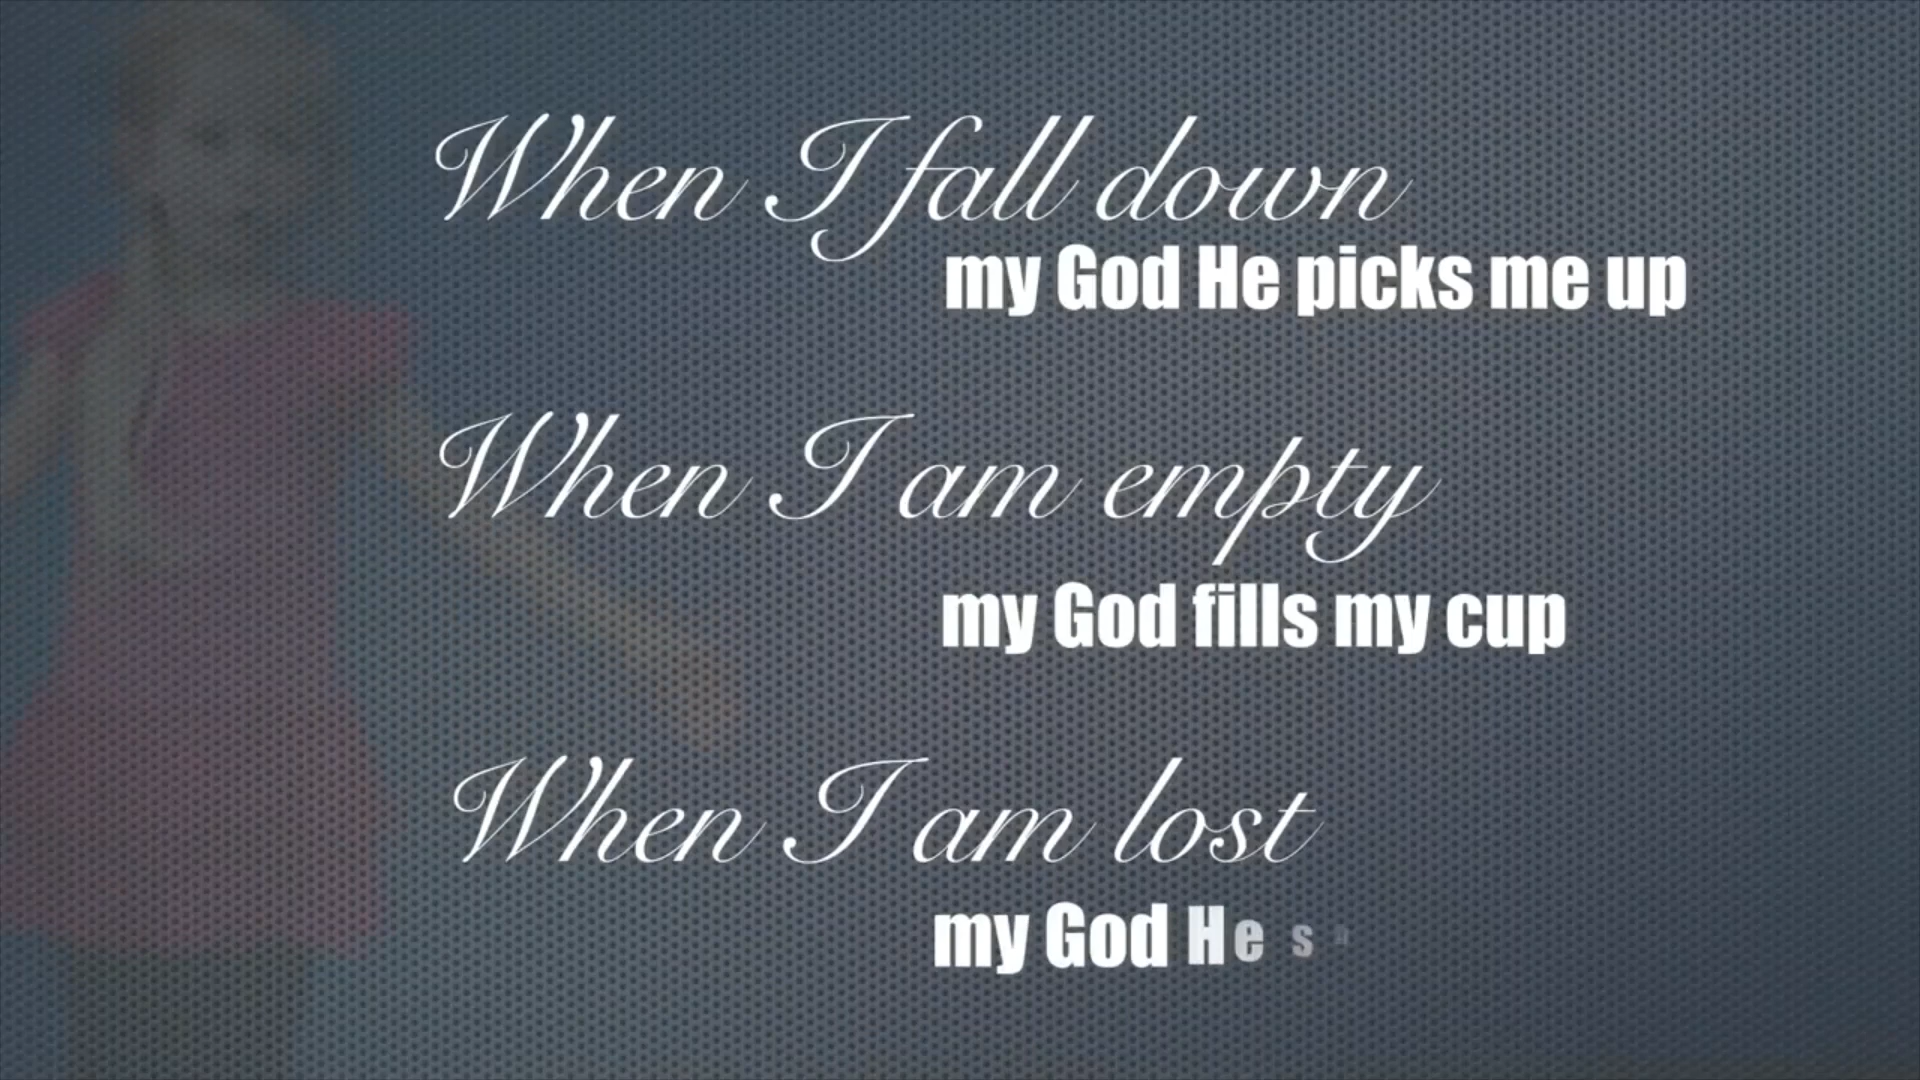 When I fall down
my God He picks me up
When I am empty
my God fills my cup
When I am lost
my God He